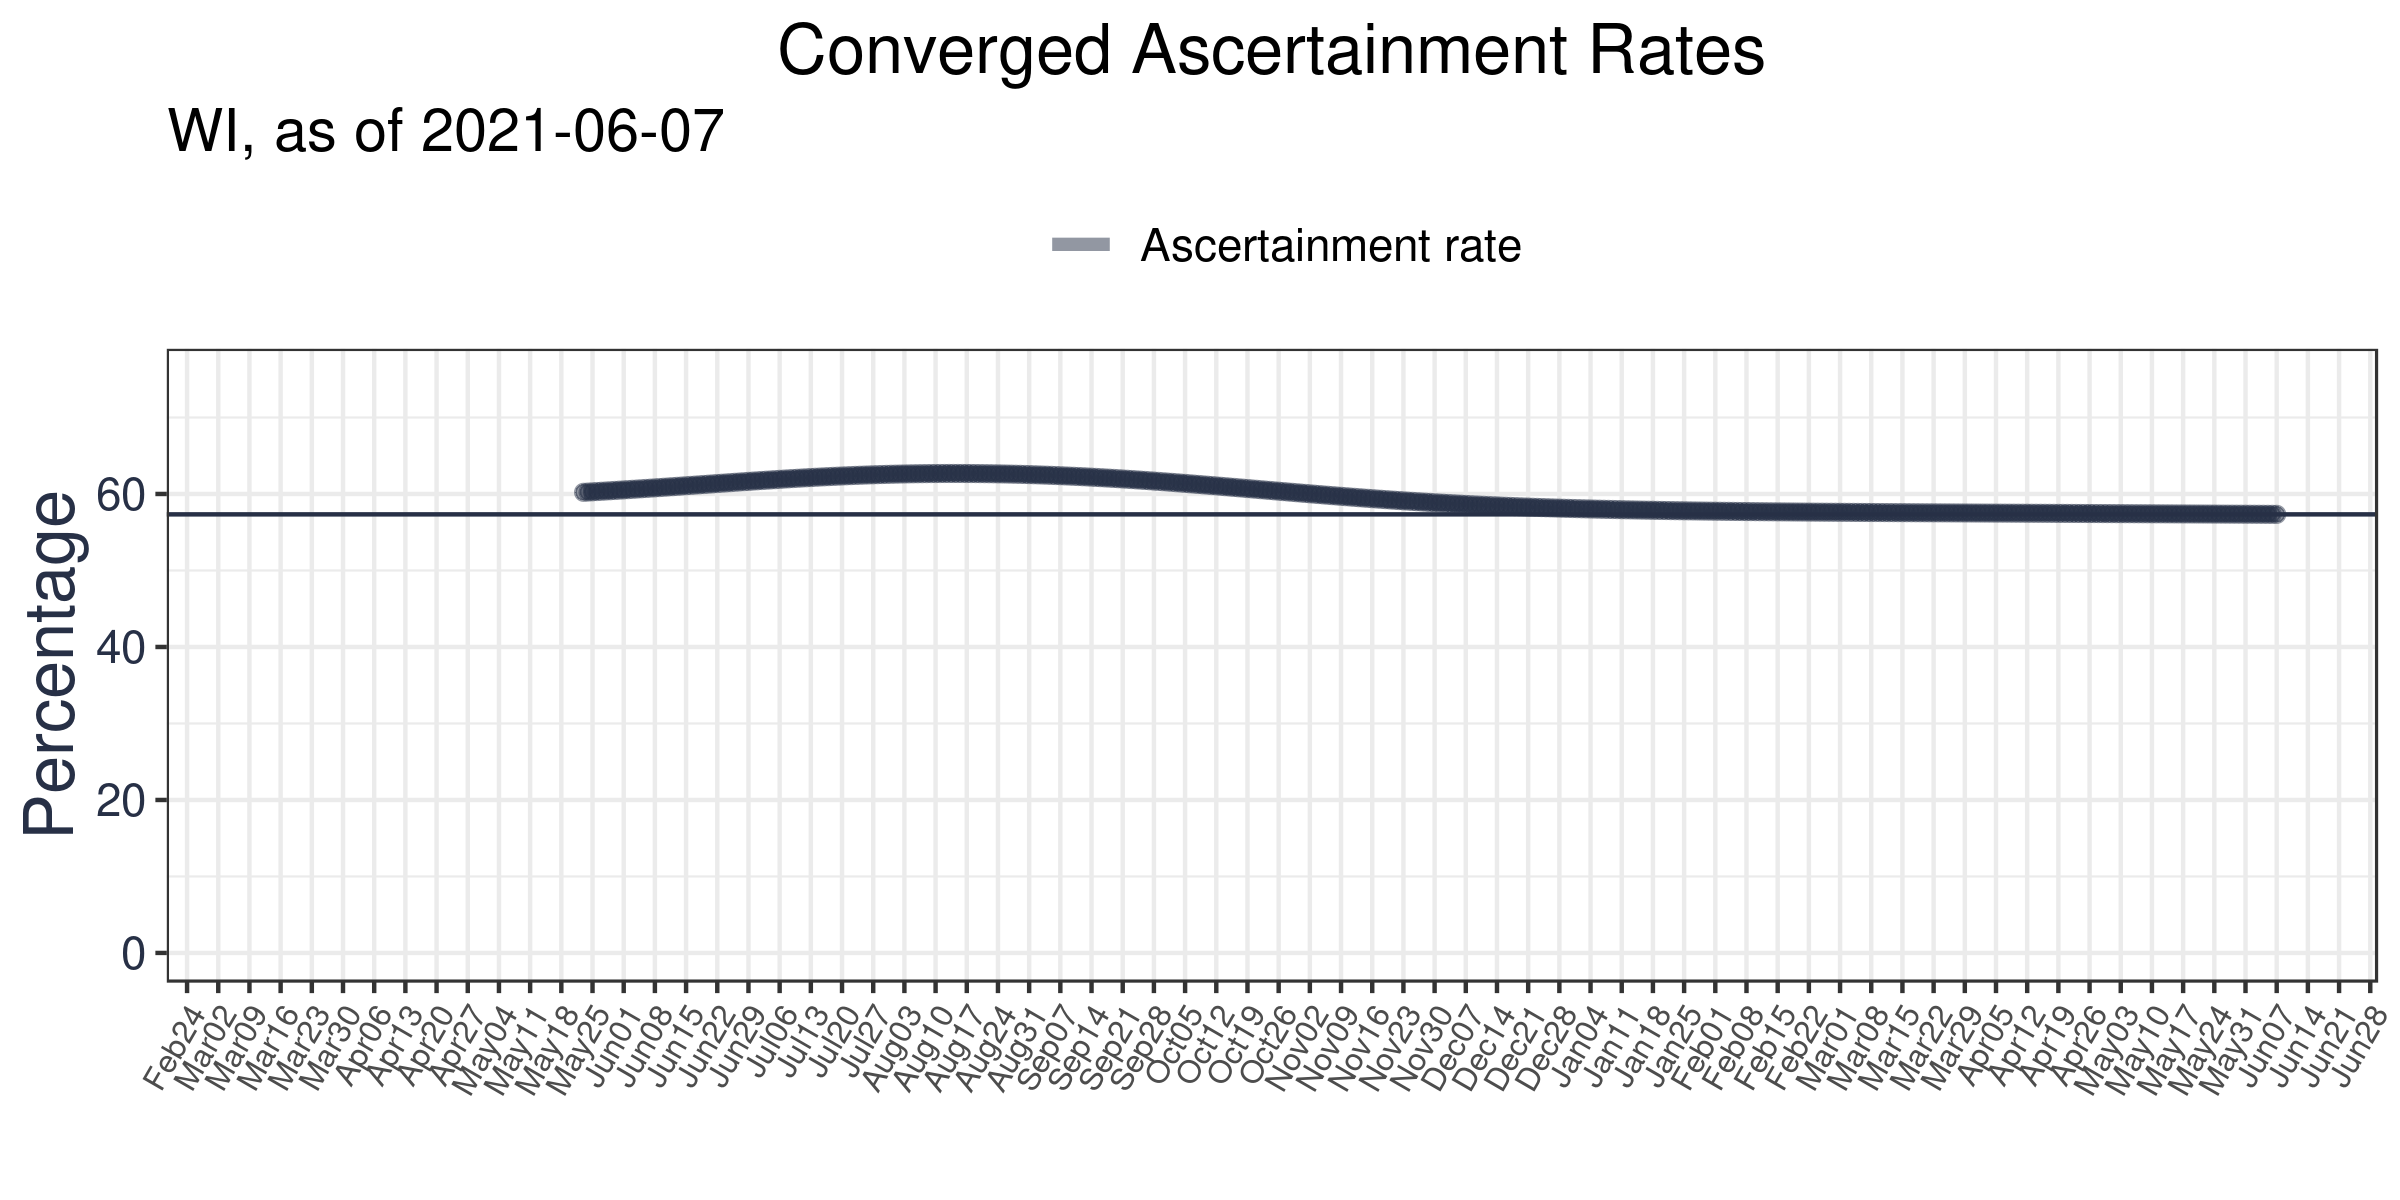 Converged Ascertainment Rates
WI, as of 2021-06-07
Ascertainment rate
Percentage
60
40
20
0
Feb24
Mar02
Mar09
Mar16
Mar23
Mar30
Apr06
Apr13
Apr20
Apr27
May04
May11
May18
May25
Jun01
Jun08
Jun15
Jun22
Jun29
Jul06
Jul13
Jul20
Jul27
Aug03
Aug10
Aug17
Aug24
Aug31
Sep07
Sep14
Sep21
Sep28
Oct05
Oct12
Oct19
Oct26
Nov02
Nov09
Nov16
Nov23
Nov30
Dec07
Dec14
Dec21
Dec28
Jan04
Jan11
Jan18
Jan25
Feb01
Feb08
Feb15
Feb22
Mar01
Mar08
Mar15
Mar22
Mar29
Apr05
Apr12
Apr19
Apr26
May03
May10
May17
May24
May31
Jun07
Jun14
Jun21
Jun28